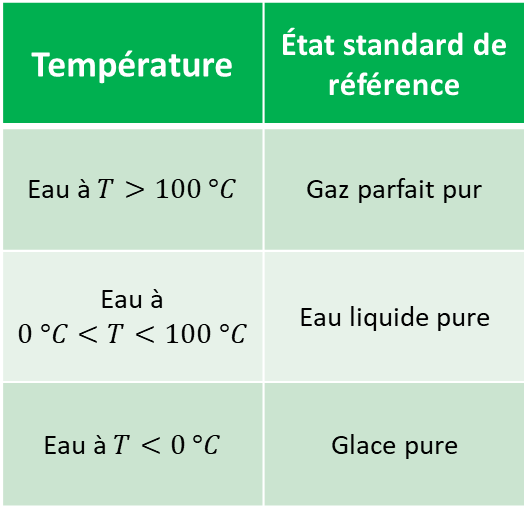 Température
État standard de
référence
Eau à T > 100 °C
Gaz parfait pur
Eau à
0 °C < T < 100 °C
Eau liquide pure
Eau à T < 0 °C
Glace pure